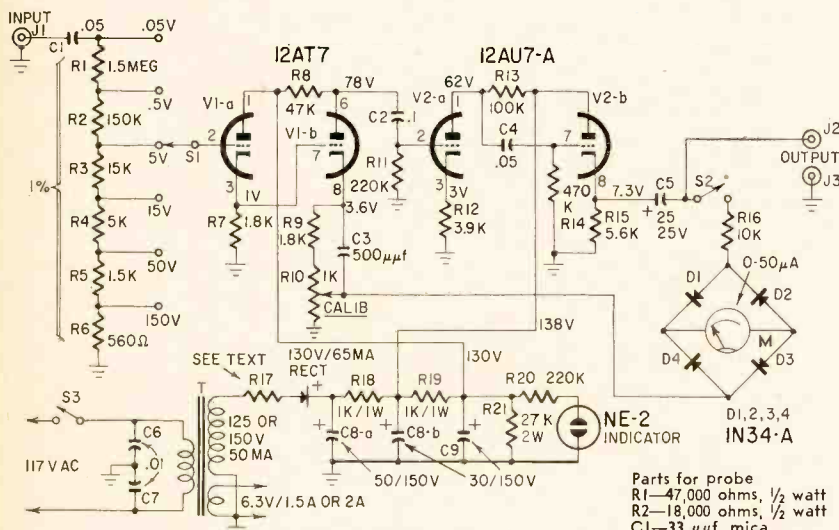 INPUT
J1
C1
.05
.05V
R1
1.5MEG
.5V
R2
150K
5V
S1
R3
15K
15V
1%
R4
5K
50V
R5
1.5K
150V
R6
560Ω
12AT7
R8
47K
78V
V1-a
1
6
V1-b
2
7
3
1V
8
3.6V
R7
1.8K
R9
1.8K
C3
500µµf
R10
1K
CALIB
C2
.1
R11
220K
12AU7-A
62V
R13
100K
V2-a
1
V2-b
C4
.05
2
7
3
3V
R12
3.9K
470
K
R14
8
7.3V
R15
5.6K
C5
+
25
25V
S2
J2
OUTPUT
J3
R16
10K
0-50µA
D1
D2
M
D4
D3
D1,2,3,4
1N34-A
138V
130V
SEE TEXT
130V/65MA
RECT
+
R17
R18
R19
R20 220K
1K/1W
1K/1W
R21
27K
2W
NE-2
INDICATOR
+
C8-a
+
C8-b
+
C9
50/150V
30/150V
S3
T
125 OR
150V
50 MA
C6
.01
C7
117V AC
6.3V/1.5A OR 2A
Parts for probe
R1—47,000 ohms, 1/2 watt
R2—18,000 ohms, 1/2 watt
C1—33 µµf, mica